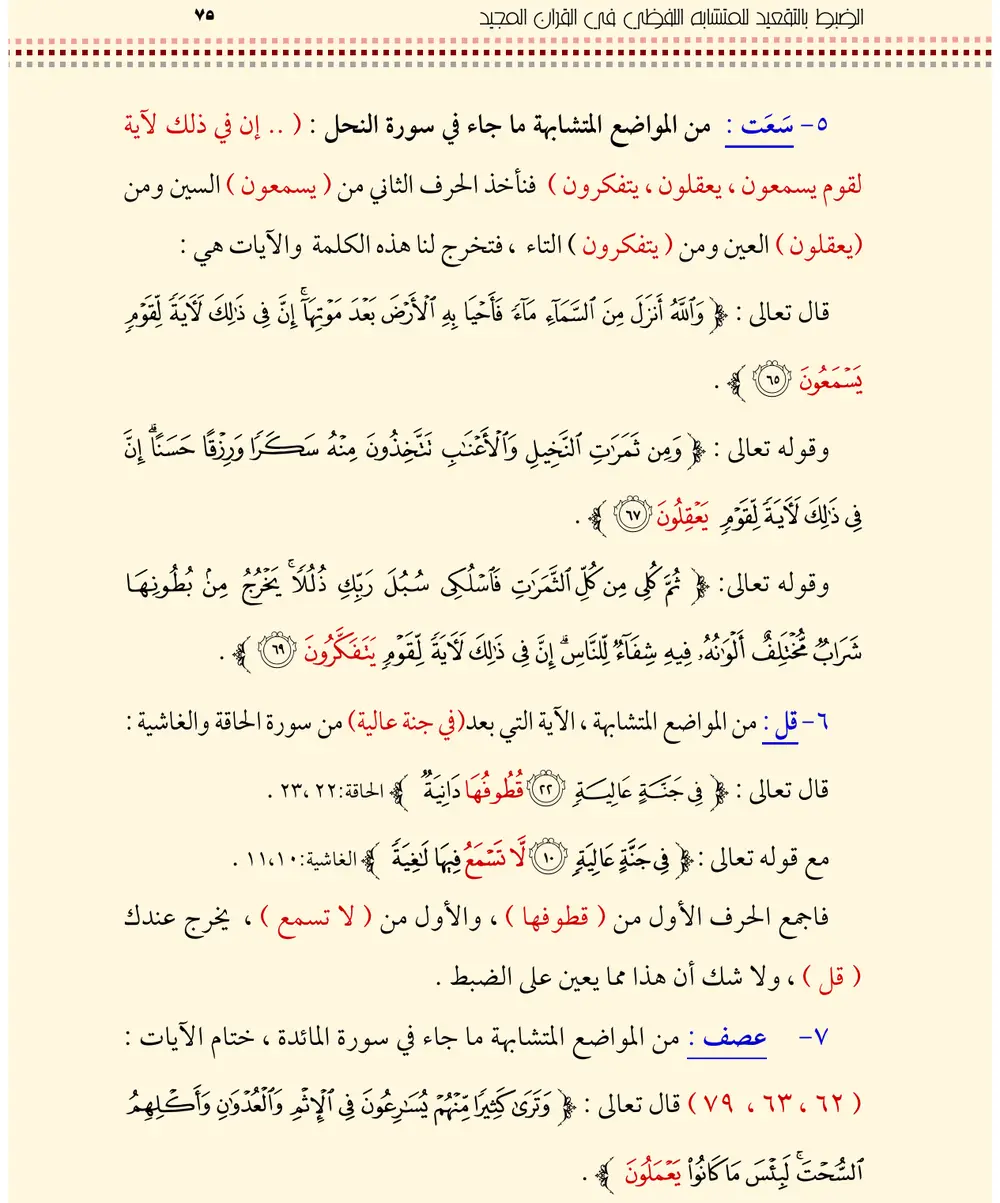 الضبط بالتقعيد للمتشابه اللفظي في القرآن المجيد ٧٥
٥- سَعَت : من المواضع المتشابهة ما جاء في سورة النحل : ( .. إن في ذلك لآية
لقوم يسمعون ، يعقلون ، يتفكرون ) فنأخذ الحرف الثاني من ( يسمعون ) السين ومن
(يعقلون ) العين ومن ( يتفكرون ) التاء ، فتخرج لنا هذه الكلمة والآيات هي :
قال تعالى : ﴿ وَٱللَّهُ أَنزَلَ مِنَ ٱلسَّمَآءِ مَآءً فَأَحْيَا بِهِ ٱلْأَرْضَ بَعْدَ مَوْتِهَآ ۚ إِنَّ فِى ذَٰلِكَ لَآيَةً لِّقَوْمٍ
يَسْمَعُونَ ٦٥ ﴾ .
وقوله تعالى : ﴿ وَمِن ثَمَرَٰتِ ٱلنَّخِيلِ وَٱلْأَعْنَٰبِ تَتَّخِذُونَ مِنْهُ سَكَرًا وَرِزْقًا حَسَنًا ۗ إِنَّ
فِى ذَٰلِكَ لَآيَةً لِّقَوْمٍ يَعْقِلُونَ ٦٧ ﴾ .
وقوله تعالى: ﴿ ثُمَّ كُلِى مِن كُلِّ ٱلثَّمَرَٰتِ فَٱسْلُكِى سُبُلَ رَبِّكِ ذُلُلًا ۚ يَخْرُجُ مِنۢ بُطُونِهَا
شَرَابٌ مُّخْتَلِفٌ أَلْوَٰنُهُۥ فِيهِ شِفَآءٌ لِّلنَّاسِ ۗ إِنَّ فِى ذَٰلِكَ لَآيَةً لِّقَوْمٍ يَتَفَكَّرُونَ ٦٩ ﴾ .
٦- قل : من المواضع المتشابهة ، الآية التي بعد(في جنة عالية) من سورة الحاقة والغاشية :
قال تعالى : ﴿ فِى جَنَّةٍ عَالِيَةٍ ٢٢ قُطُوفُهَا دَانِيَةٌ ﴾ الحاقة:٢٢ ،٢٣ .
مع قوله تعالى :﴿ فِى جَنَّةٍ عَالِيَةٍ ١٠ لَّا تَسْمَعُ فِيهَا لَٰغِيَةً ﴾ الغاشية:١١،١٠ .
فاجمع الحرف الأول من ( قطوفها ) ، والأول من ( لا تسمع ) ، يخرج عندك
( قل ) ، ولا شك أن هذا مما يعين على الضبط .
٧- عصف : من المواضع المتشابهة ما جاء في سورة المائدة ، ختام الآيات :
( ٦٢ ، ٦٣ ، ٧٩ ) قال تعالى : ﴿ وَتَرَىٰ كَثِيرًا مِّنْهُمْ يُسَٰرِعُونَ فِى ٱلْإِثْمِ وَٱلْعُدْوَٰنِ وَأَكْلِهِمُ
ٱلسُّحْتَ ۚ لَبِئْسَ مَا كَانُوا۟ يَعْمَلُونَ ﴾ .